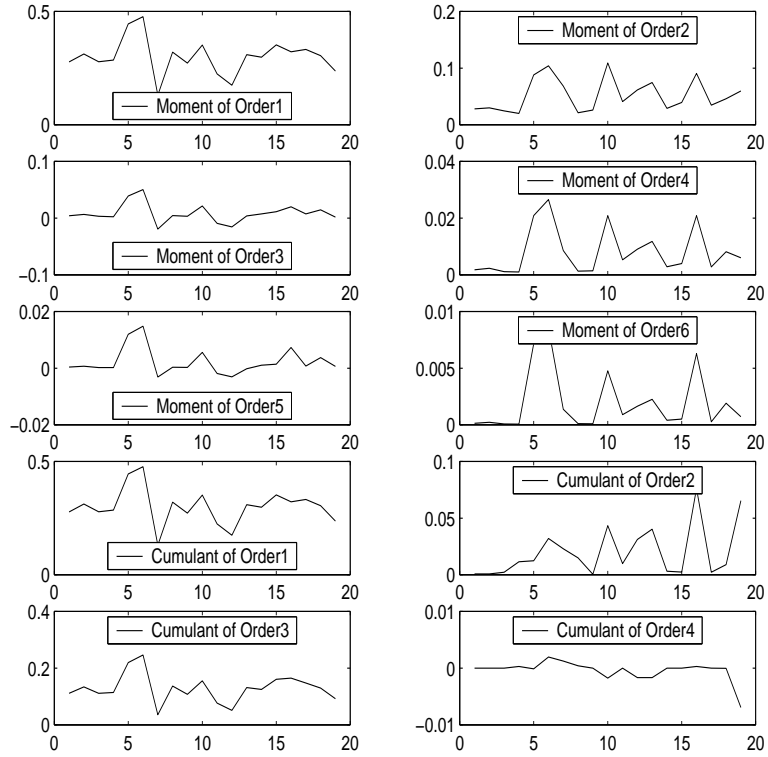 0.5
0
0 5 10 15 20
Moment of Order1
0.2
0.1
0
0 5 10 15 20
Moment of Order2
0.1
0
−0.1
0 5 10 15 20
Moment of Order3
0.04
0.02
0
0 5 10 15 20
Moment of Order4
0.02
0
−0.02
0 5 10 15 20
Moment of Order5
0.01
0.005
0
0 5 10 15 20
Moment of Order6
0.5
0
0 5 10 15 20
Cumulant of Order1
0.1
0.05
0
0 5 10 15 20
Cumulant of Order2
0.4
0.2
0
0 5 10 15 20
Cumulant of Order3
0.01
0
−0.01
0 5 10 15 20
Cumulant of Order4